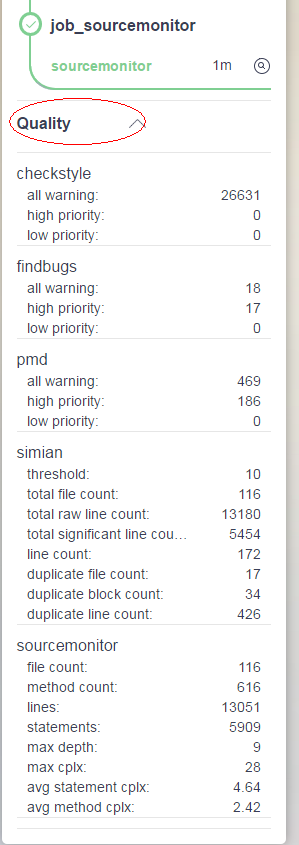 job_sourcemonitor
sourcemonitor 1m
Quality
checkstyle
all warning: 26631
high priority: 0
low priority: 0
findbugs
all warning: 18
high priority: 17
low priority: 0
pmd
all warning: 469
high priority: 186
low priority: 0
simian
threshold: 10
total file count: 116
total raw line count: 13180
total significant line cou… 5454
line count: 172
duplicate file count: 17
duplicate block count: 34
duplicate line count: 426
sourcemonitor
file count: 116
method count: 616
lines: 13051
statements: 5909
max depth: 9
max cplx: 28
avg statement cplx: 4.64
avg method cplx: 2.42